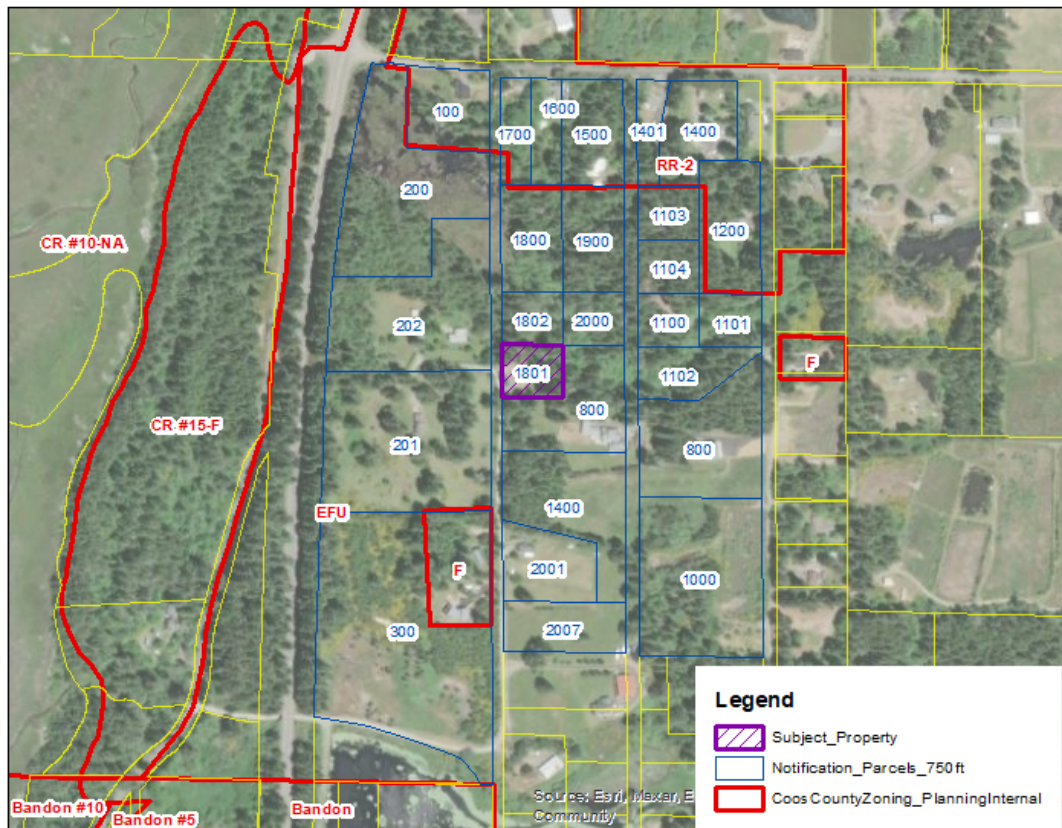 100
1600
1700
1500
1401
1400
RR-2
200
1103
1200
CR #10-NA
1800
1900
1104
202
1802
2000
1100
1101
1801
1102
F
CR #15-F
201
800
800
EFU
1400
F
2001
1000
300
2007
Legend
Subject_Property
Notification_Parcels_750ft
CoosCountyZoning_PlanningInternal
Source: Esri, Maxar, E
Community
Bandon #10
Bandon #5
Bandon